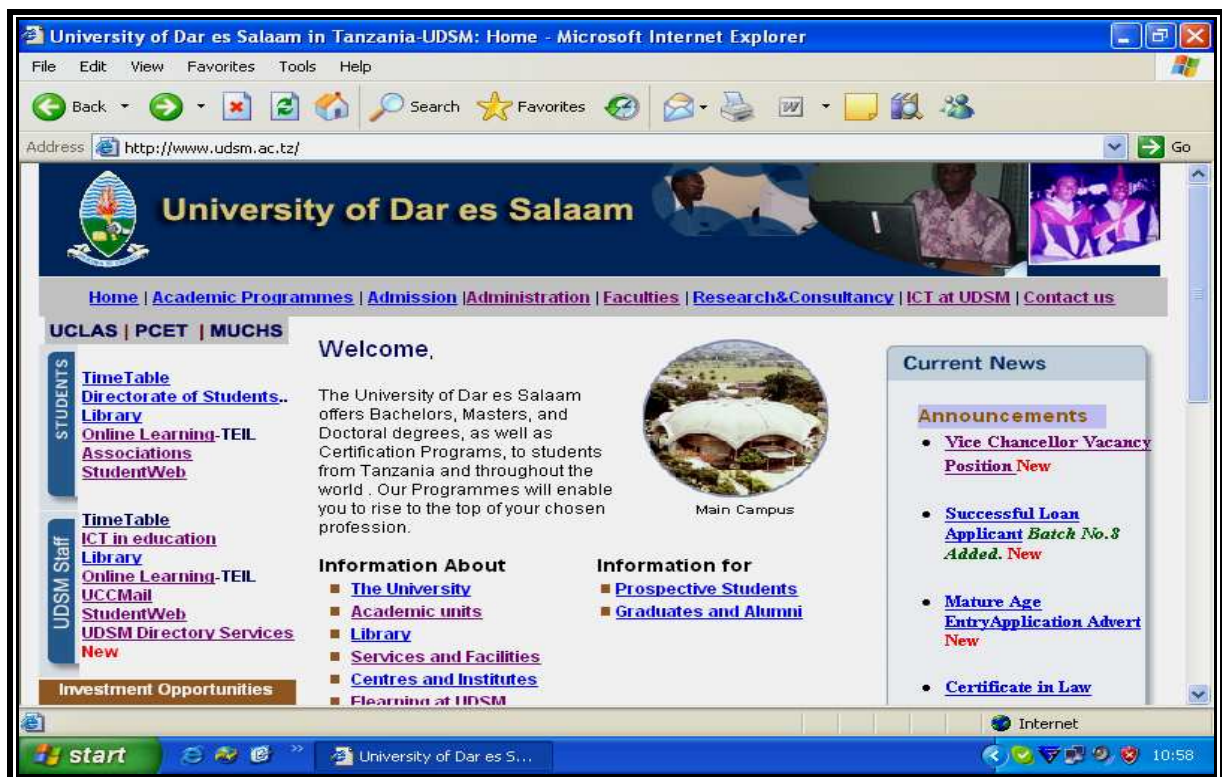 University of Dar es Salaam in Tanzania-UDSM: Home - Microsoft Internet Explorer
File Edit View Favorites Tools Help
Back Search Favorites
Address http://www.udsm.ac.tz/ Go
University of Dar es Salaam
Home | Academic Programmes | Admission |Administration | Faculties | Research&Consultancy | ICT at UDSM | Contact us
UCLAS | PCET | MUCHS
STUDENTS
TimeTable
Directorate of Students..
Library
Online Learning-TEIL
Associations
StudentWeb
UDSM Staff
TimeTable
ICT in education
Library
Online Learning-TEIL
UCCMail
StudentWeb
UDSM Directory Services
New
Investment Opportunities
Welcome,
The University of Dar es Salaam
offers Bachelors, Masters, and
Doctoral degrees, as well as
Certification Programs, to students
from Tanzania and throughout the
world . Our Programmes will enable
you to rise to the top of your chosen
profession.
Main Campus
Information About
The University
Academic units
Library
Services and Facilities
Centres and Institutes
Elearning at UDSM
Information for
Prospective Students
Graduates and Alumni
Current News
Announcements
Vice Chancellor Vacancy
Position New
Successful Loan
Applicant Batch No.8
Added. New
Mature Age
EntryApplication Advert
New
Certificate in Law
Internet
start
University of Dar es S...
10:58